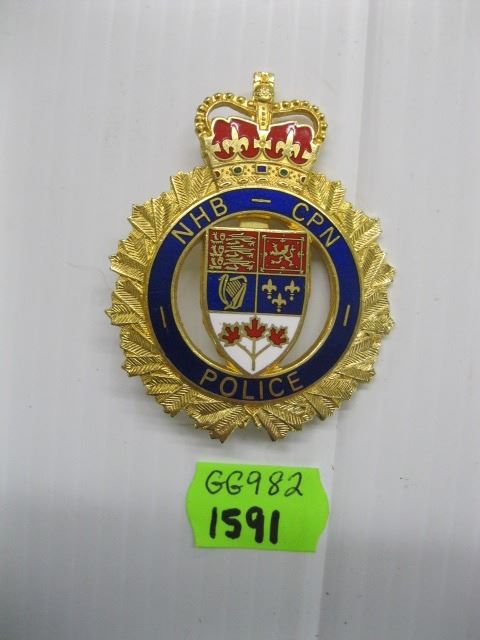 NHB – CPN
POLICE
GG982
1591